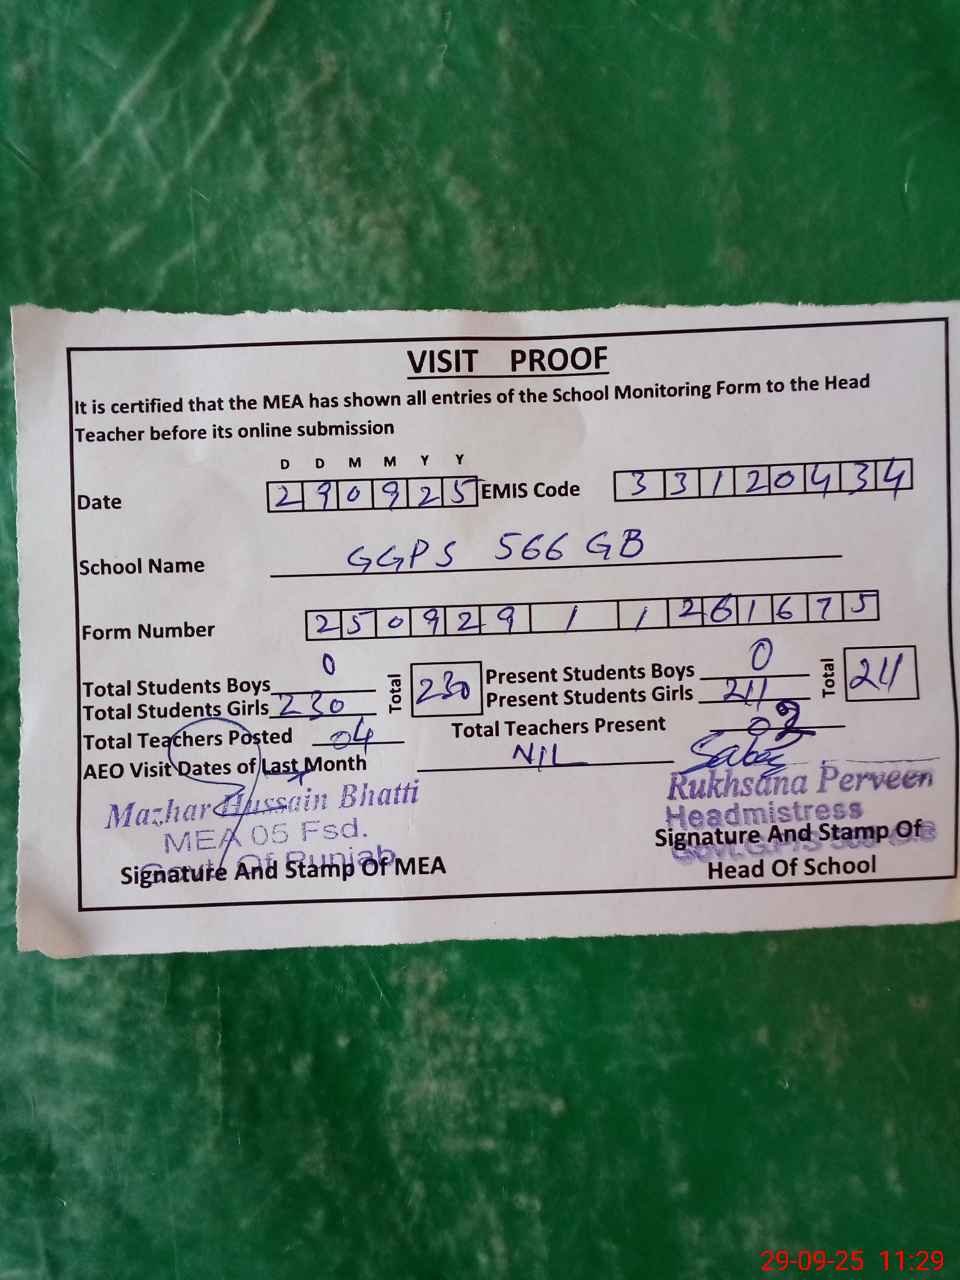 VISIT PROOF
It is certified that the MEA has shown all entries of the School Monitoring Form to the Head
Teacher before its online submission
D D M M Y Y
Date 290925 EMIS Code 33120434
School Name GGPS 566 GB
Form Number 250929 1 1 261675
Total Students Boys 0 Total 230 Present Students Boys 0 Total 211
Total Students Girls 230 Present Students Girls 211
Total Teachers Posted 04 Total Teachers Present
AEO Visit Dates of Last Month NIL
Mazhar Hussain Bhatti
MEA 05 Fsd.
Govt. Of Punjab
Signature And Stamp Of MEA
Rukhsana Perveen
Headmistress
Signature And Stamp Of
Head Of School
29-09-25 11:29